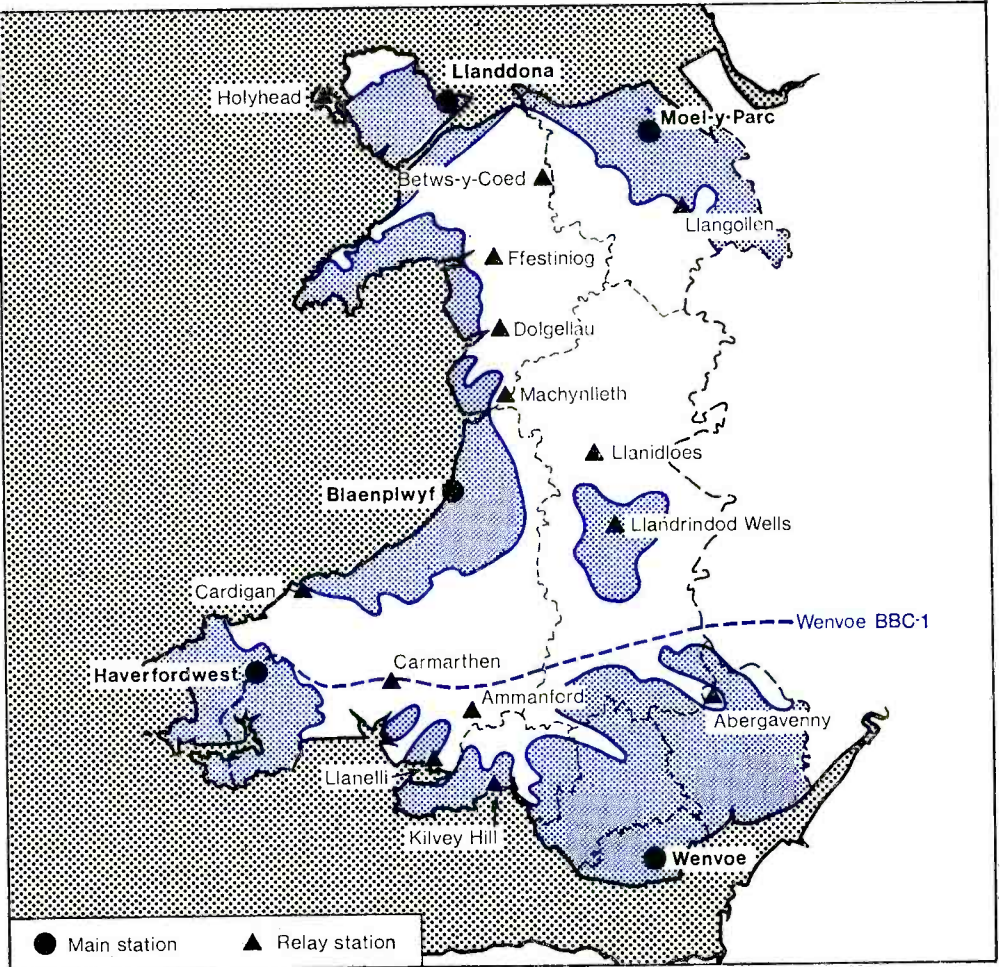 Llanddona
Holyhead
Moel-y-Parc
Betws-y-Coed
Llangollen
Ffestiniog
Dolgellau
Machynlleth
Llanidloes
Blaenplwyf
Llandrindod Wells
Cardigan
Wenvoe BBC-1
Carmarthen
Haverfordwest
Ammanford
Abergavenny
Llanelli
Kilvey Hill
Wenvoe
Main station
Relay station